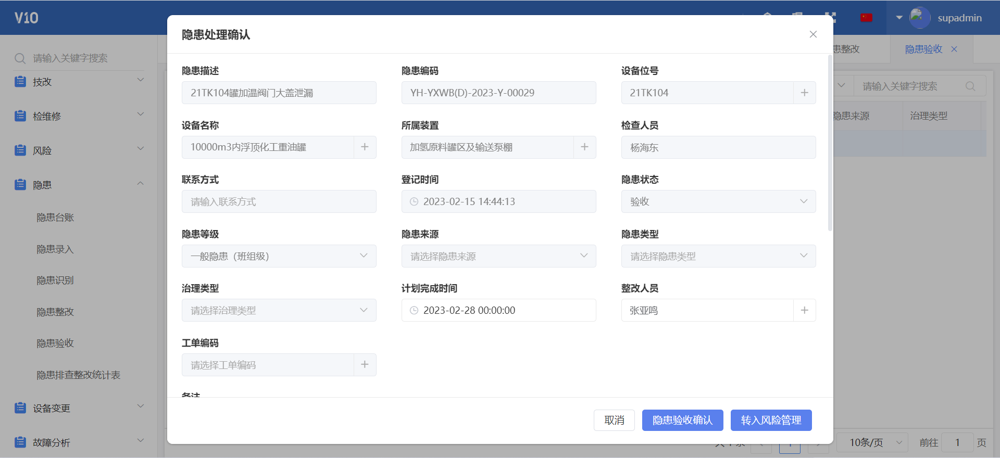 V10
supadmin
请输入关键字搜索
技改
检维修
风险
隐患
隐患台账
隐患录入
隐患识别
隐患整改
隐患验收
隐患排查整改统计表
设备变更
故障分析
隐患处理确认
隐患描述
21TK104罐加温阀门大盖泄漏
隐患编码
YH-YXWB(D)-2023-Y-00029
设备位号
21TK104
设备名称
10000m3内浮顶化工重油罐
所属装置
加氢原料罐区及输送泵棚
检查人员
杨海东
联系方式
请输入联系方式
登记时间
2023-02-15 14:44:13
隐患状态
验收
隐患等级
一般隐患（班组级）
隐患来源
请选择隐患来源
隐患类型
请选择隐患类型
治理类型
请选择治理类型
计划完成时间
2023-02-28 00:00:00
整改人员
张亚鸣
工单编码
请选择工单编码
备注
取消
隐患验收确认
转入风险管理
患整改
隐患验收
请输入关键字搜索
隐患来源
治理类型
10条/页
前往
1
页